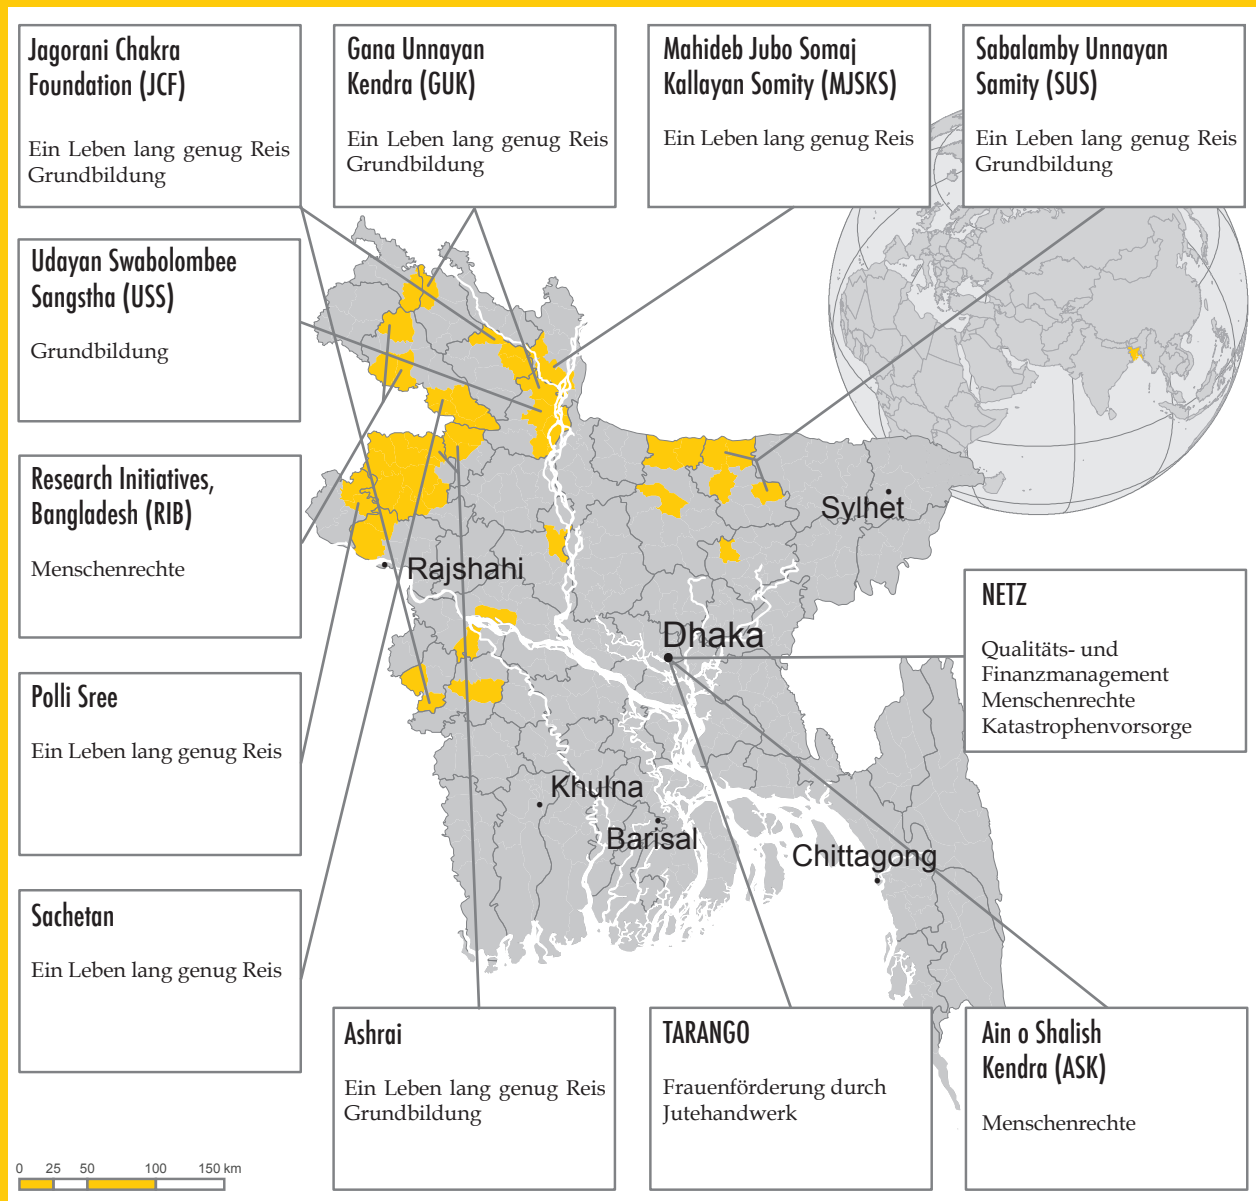 Jagorani Chakra
Foundation (JCF)
Ein Leben lang genug Reis
Grundbildung
Gana Unnayan
Kendra (GUK)
Ein Leben lang genug Reis
Grundbildung
Mahideb Jubo Somaj
Kallayan Somity (MJSKS)
Ein Leben lang genug Reis
Sabalamby Unnayan
Samity (SUS)
Ein Leben lang genug Reis
Grundbildung
Udayan Swabolombee
Sangstha (USS)
Grundbildung
Research Initiatives,
Bangladesh (RIB)
Menschenrechte
Polli Sree
Ein Leben lang genug Reis
Sachetan
Ein Leben lang genug Reis
Sylhet
Rajshahi
Dhaka
Khulna
Barisal
Chittagong
NETZ
Qualitäts- und
Finanzmanagement
Menschenrechte
Katastrophenvorsorge
Ashrai
Ein Leben lang genug Reis
Grundbildung
TARANGO
Frauenförderung durch
Jutehandwerk
Ain o Shalish
Kendra (ASK)
Menschenrechte
0 25 50 100 150 km